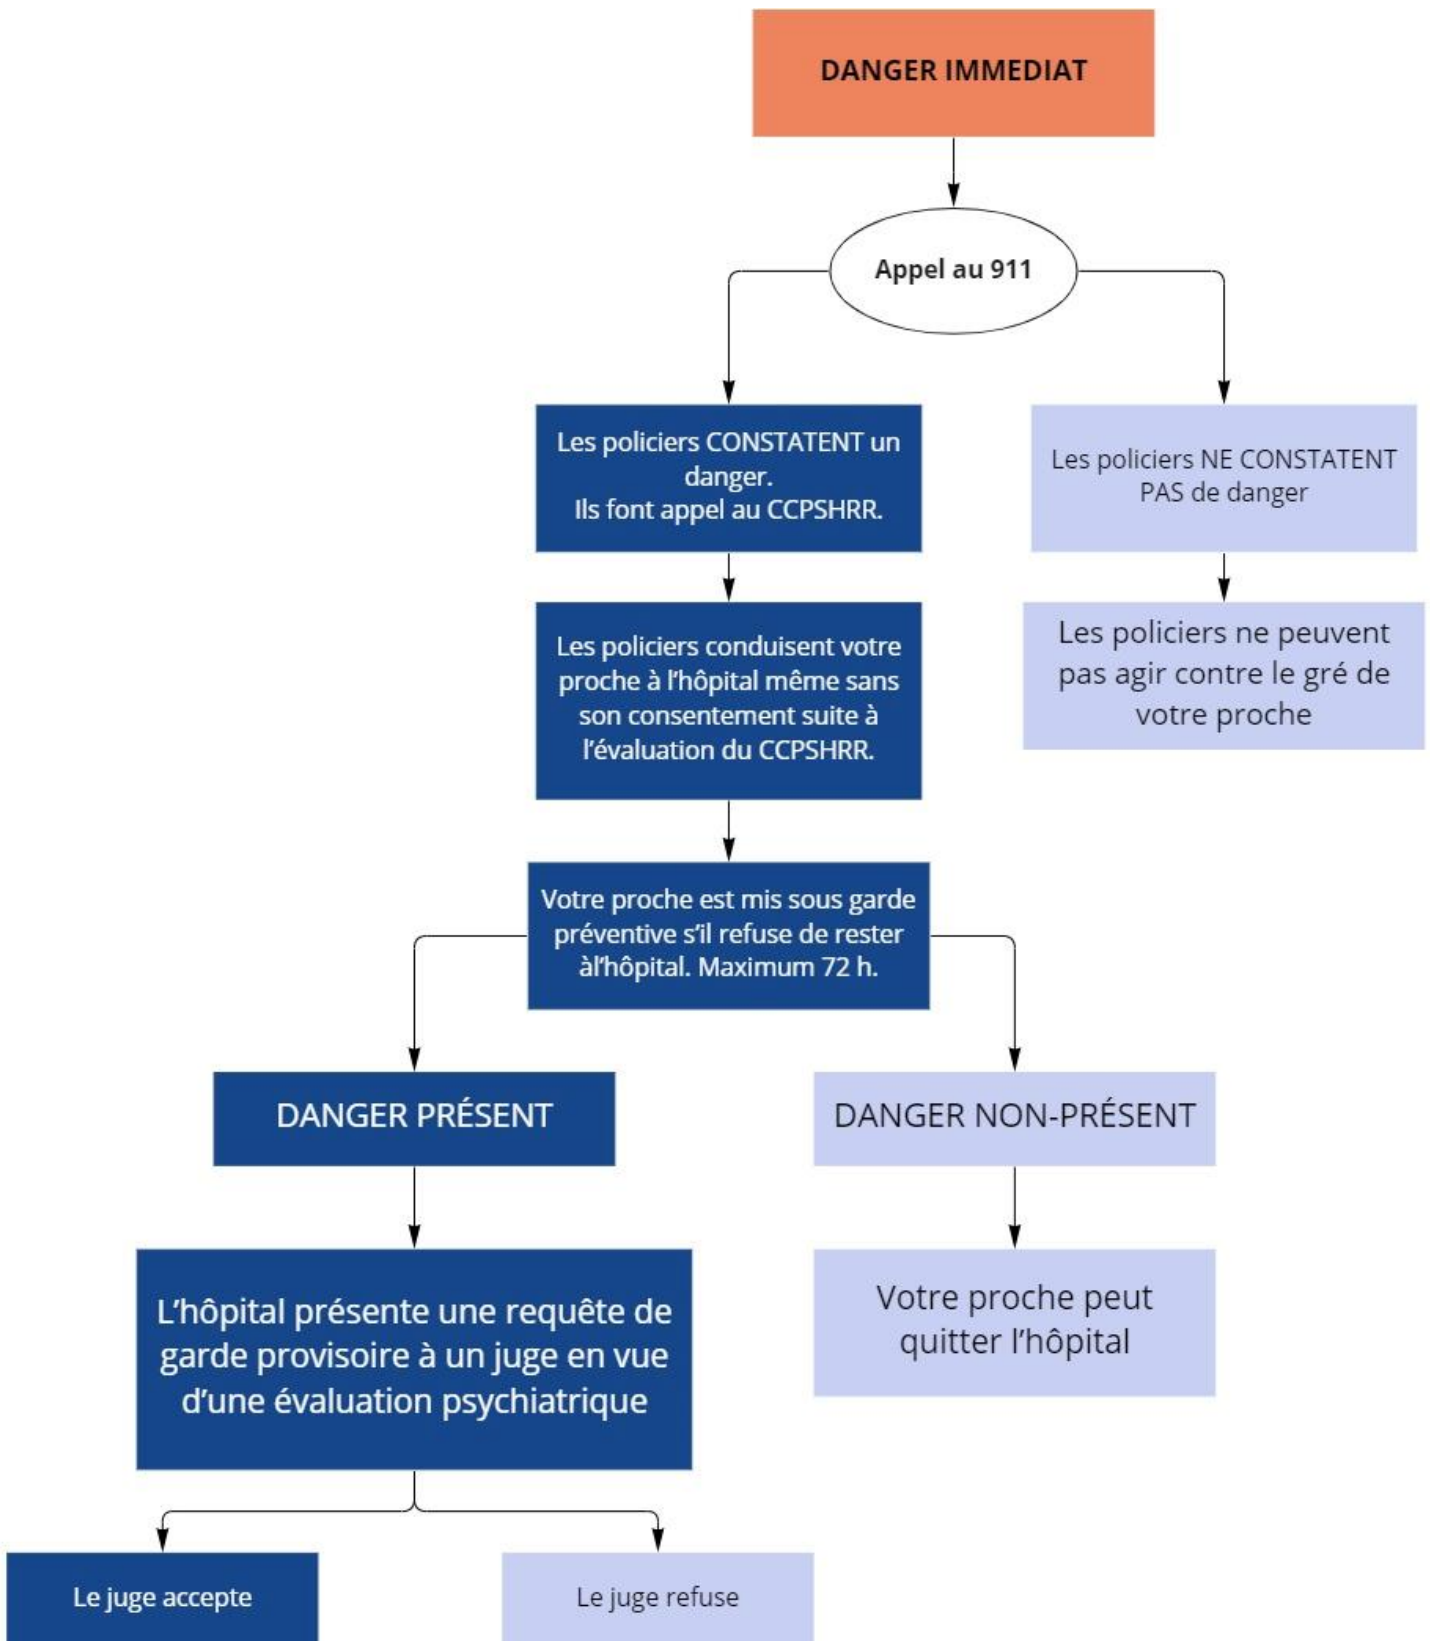 DANGER IMMEDIAT
Appel au 911
Les policiers CONSTATENT un
danger.
Ils font appel au CCPSHRR.
Les policiers NE CONSTATENT
PAS de danger
Les policiers conduisent votre
proche à l’hôpital même sans
son consentement suite à
l’évaluation du CCPSHRR.
Les policiers ne peuvent
pas agir contre le gré de
votre proche
Votre proche est mis sous garde
préventive s’il refuse de rester
àl’hôpital. Maximum 72 h.
DANGER PRÉSENT
DANGER NON-PRÉSENT
L’hôpital présente une requête de
garde provisoire à un juge en vue
d’une évaluation psychiatrique
Votre proche peut
quitter l’hôpital
Le juge accepte
Le juge refuse